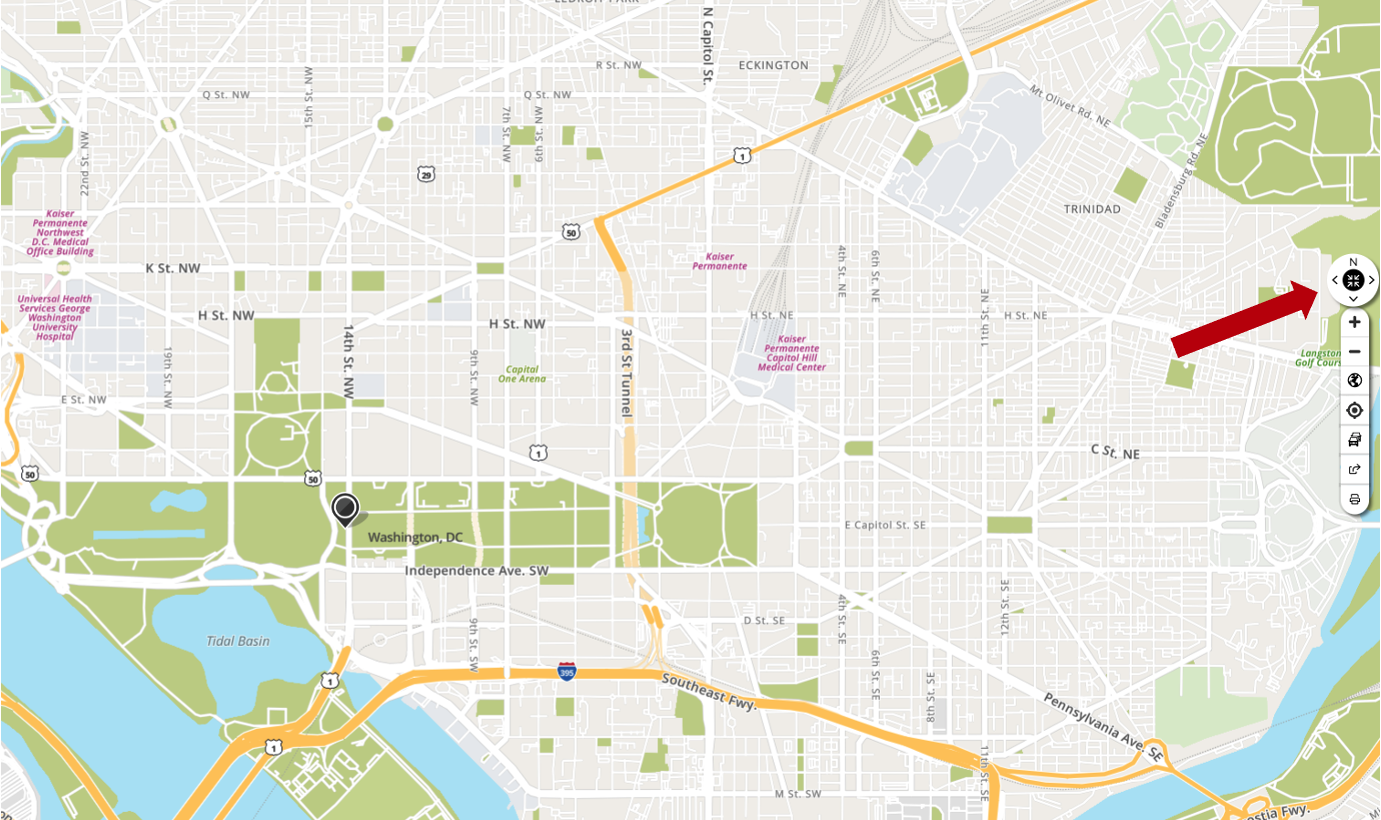 LEDROIT PARK
N Capitol St.
R St. NW
ECKINGTON
Q St. NW
15th St. NW
Q St. NW
7th St. NW
6th St. NW
Mt Olivet Rd. NE
22nd St. NW
29
1
Bladensburg Rd. NE
TRINIDAD
Kaiser
Permanente
Northwest
D.C. Medical
Office Building
50
K St. NW
Kaiser
Permanente
4th St. NE
6th St. NE
N
Universal Health
Services George
Washington
University
Hospital
H St. NW
H St. NW
H St. NE
11th St. NE
H St. NE
14th St. NW
3rd St Tunnel
19th St. NW
9th St. NW
Capital
One Arena
Kaiser
Permanente
Capitol Hill
Medical Center
Langston
Golf Cours
E St. NW
50
50
1
C St. NE
Washington, DC
E Capitol St. SE
Independence Ave. SW
Tidal Basin
9th St. SW
D St. SE
4th St. SE
12th St. SE
6th St. SE
8th St. SE
1
395
Southeast Fwy.
Pennsylvania Ave. SE
1
11th St. SE
M St. SW
estia Fwy.